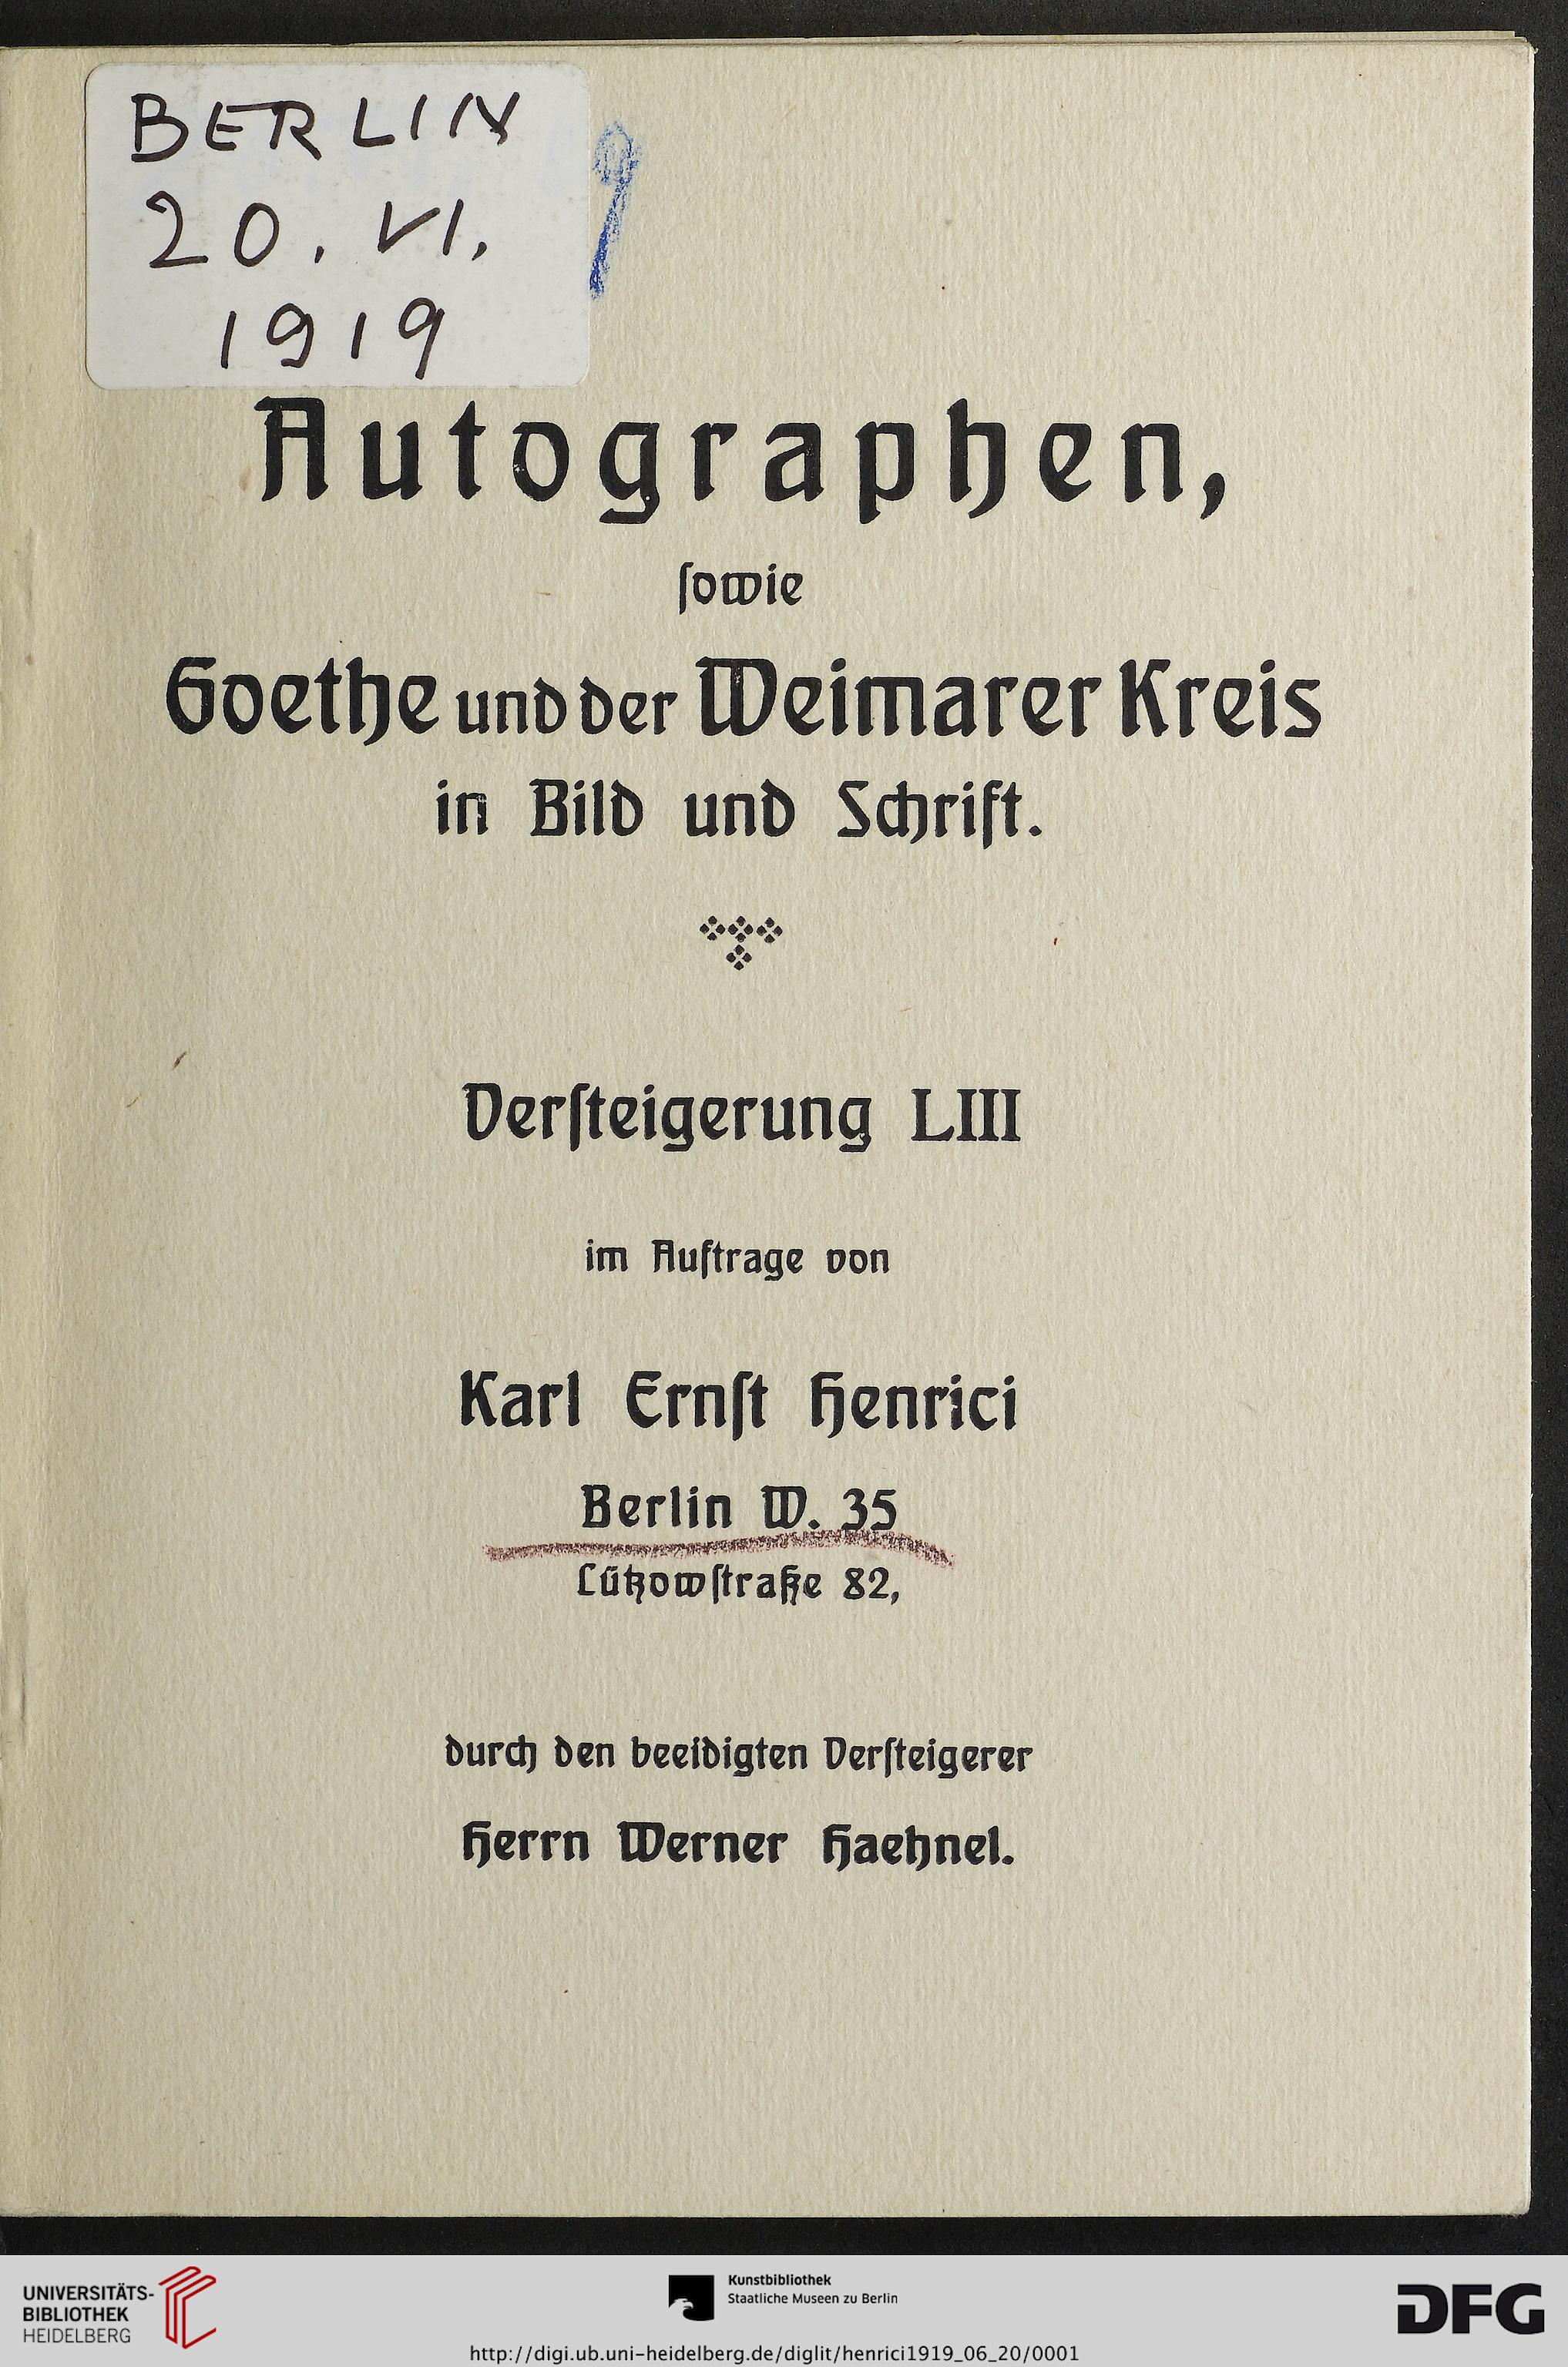 BERLIN
20. VI.
1919
9
Autographen,
ſowie
Goethe und der Weimarer Kreis
in Bild und Schrift.
Verſteigerung LIII
im Auftrage von
Karl Ernſt Henrici
Berlin W. 35
Lützowſtraße 82,
durch den beeidigten Verſteigerer
Herrn Werner Haehnel.
UNIVERSITÄTS-
BIBLIOTHEK
HEIDELBERG
Kunstbibliothek
Staatliche Museen zu Berlin
DFG
http://digi.ub.uni-heidelberg.de/diglit/henrici1919_06_20/0001